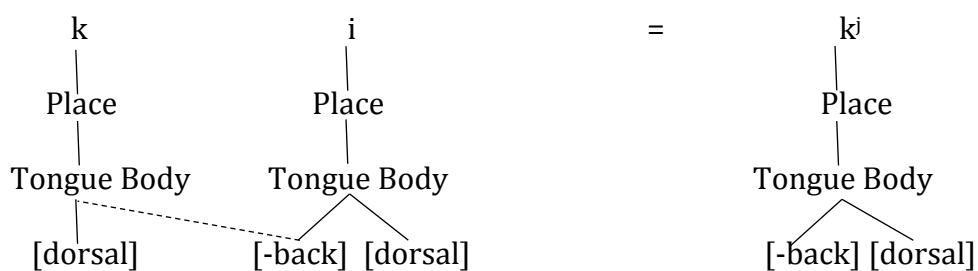 k i = kʲ
Place Place Place
Tongue Body Tongue Body Tongue Body
[dorsal] [-back] [dorsal] [-back] [dorsal]